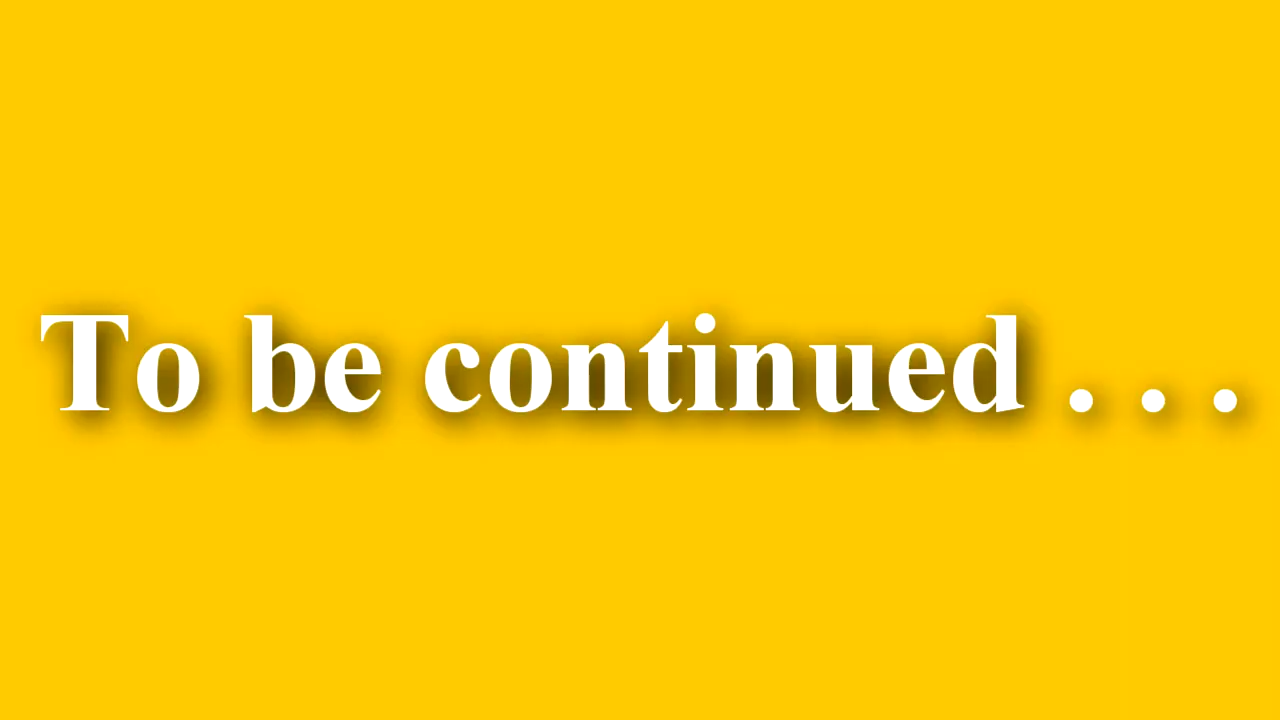 To be continued . . .